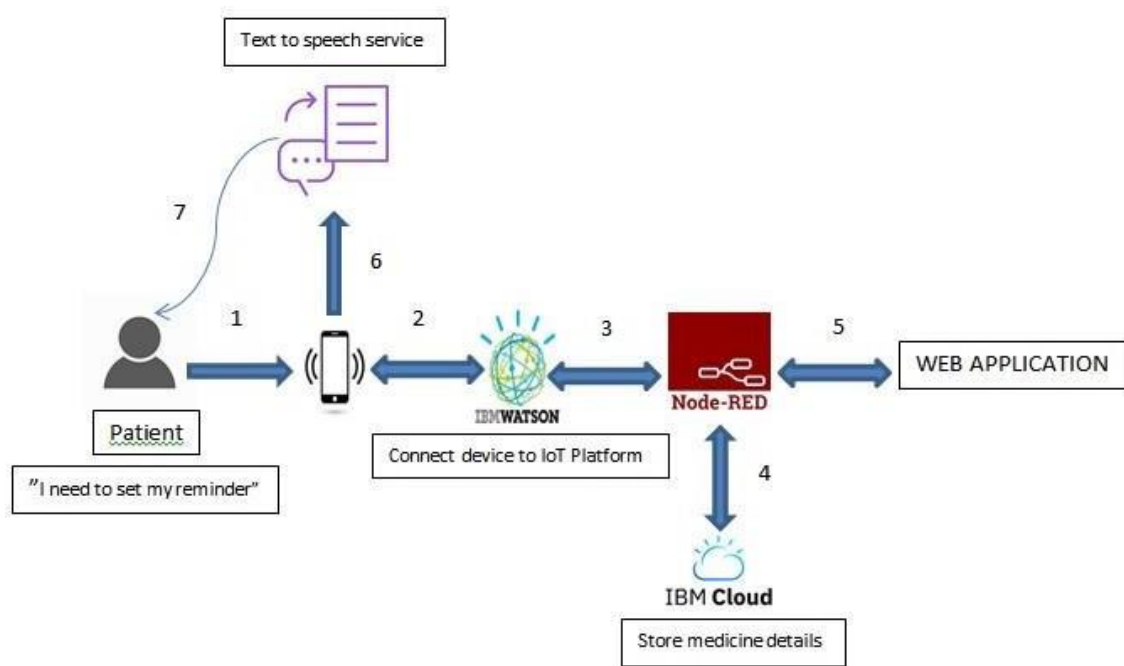 Text to speech service
7
6
1
2
3
5
WEB APPLICATION
IBMWATSON
Node-RED
Patient
Connect device to IoT Platform
"I need to set my reminder"
4
IBM Cloud
Store medicine details